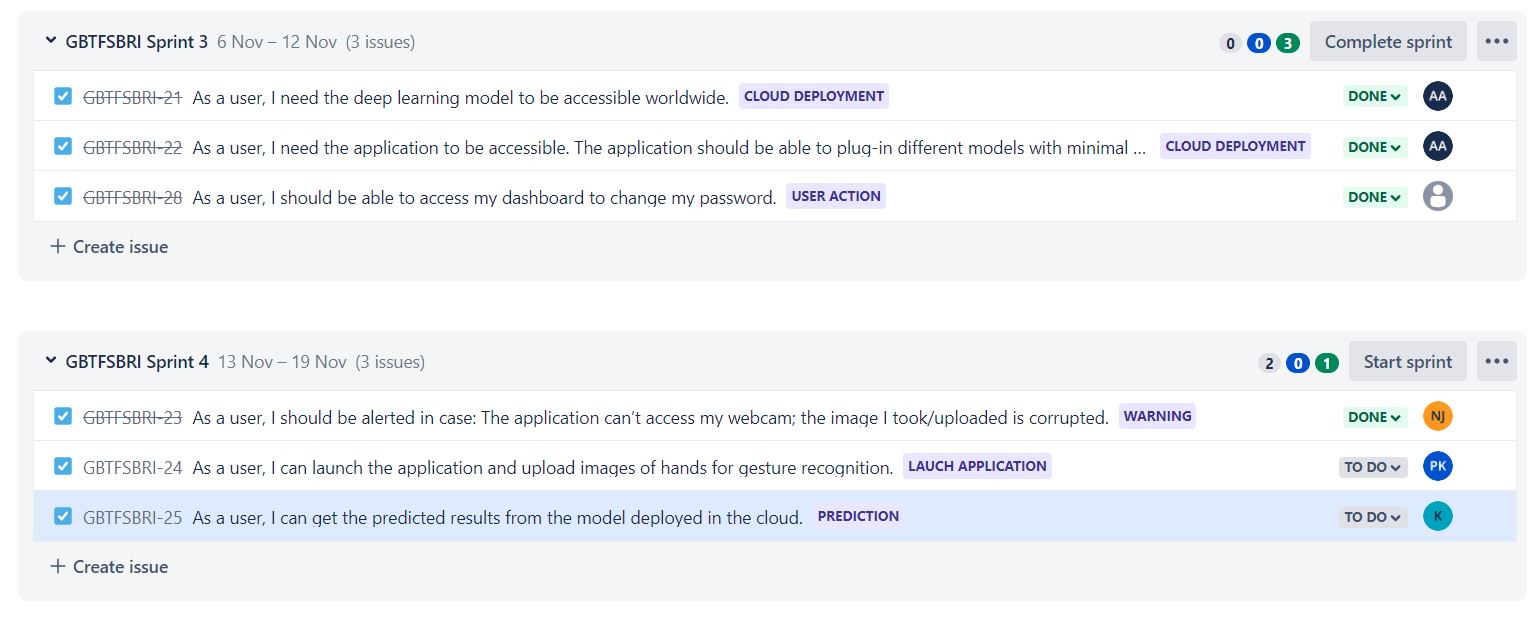 GBTFSBRI Sprint 3 6 Nov – 12 Nov (3 issues) 0 0 3 Complete sprint
GBTFSBRI-21 As a user, I need the deep learning model to be accessible worldwide. CLOUD DEPLOYMENT DONE AA
GBTFSBRI-22 As a user, I need the application to be accessible. The application should be able to plug-in different models with minimal ... CLOUD DEPLOYMENT DONE AA
GBTFSBRI-28 As a user, I should be able to access my dashboard to change my password. USER ACTION DONE
+ Create issue
GBTFSBRI Sprint 4 13 Nov – 19 Nov (3 issues) 2 0 1 Start sprint
GBTFSBRI-23 As a user, I should be alerted in case: The application can’t access my webcam; the image I took/uploaded is corrupted. WARNING DONE NJ
GBTFSBRI-24 As a user, I can launch the application and upload images of hands for gesture recognition. LAUCH APPLICATION TO DO PK
GBTFSBRI-25 As a user, I can get the predicted results from the model deployed in the cloud. PREDICTION TO DO K
+ Create issue